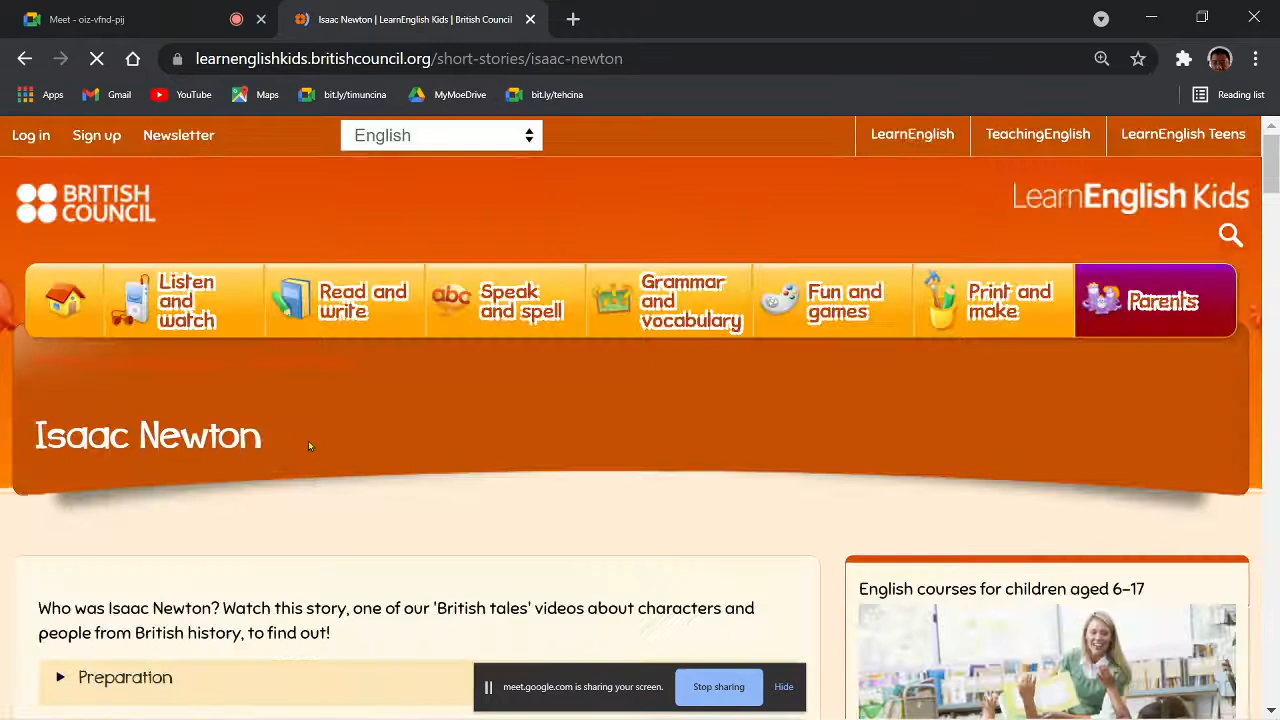 Meet - oiz-vfnd-pij
Isaac Newton | LearnEnglish Kids | British Council
learnenglishkids.britishcouncil.org/short-stories/isaac-newton
Apps
Gmail
YouTube
Maps
bit.ly/timuncina
MyMoeDrive
bit.ly/tehcina
Reading list
Log in
Sign up
Newsletter
English
LearnEnglish
TeachingEnglish
LearnEnglish Teens
BRITISH
COUNCIL
LearnEnglish Kids
Listen
and
watch
Read and
write
abc
Speak
and spell
Grammar
and
vocabulary
Fun and
games
Print and
make
Parents
Isaac Newton
Who was Isaac Newton? Watch this story, one of our 'British tales' videos about characters and
people from British history, to find out!
Preparation
English courses for children aged 6-17
meet.google.com is sharing your screen.
Stop sharing
Hide